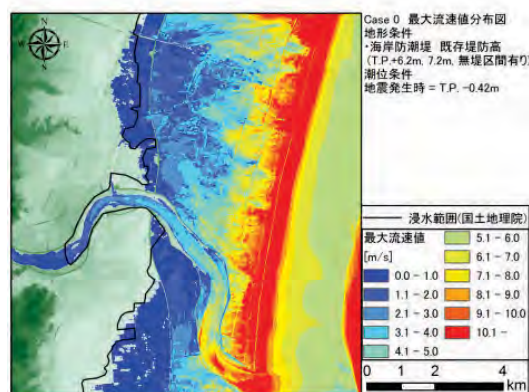 Case 0 最大流速値分布図
地形条件
・海岸防潮堤 既存堤防高
(T.P.+6.2m, 7.2m, 無堤区間有り)
潮位条件
地震発生時 = T.P. -0.42m
N
W
E
S
浸水範囲(国土地理院)
最大流速値
[m/s]
0.0 - 1.0
1.1 - 2.0
2.1 - 3.0
3.1 - 4.0
4.1 - 5.0
5.1 - 6.0
6.1 - 7.0
7.1 - 8.0
8.1 - 9.0
9.1 - 10.0
10.1 -
0 1 2 4
km